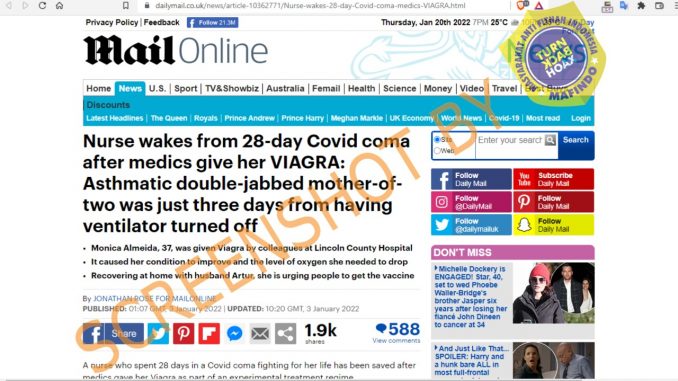 dailymail.co.uk/news/article-10362771/Nurse-wakes-28-day-Covid-coma-medics-VIAGRA.html
Privacy Policy | Feedback Follow 21.3M
Thursday, Jan 20th 2022 7PM 25°C
Mail Online
News
MASYARAKAT ANTI FITNAH INDONESIA
TURN BACK HOAX
MAFINDO
Home News U.S. Sport TV&Showbiz Australia Femail Health Science Money Video Travel
Discounts
Latest Headlines The Queen Royals Prince Andrew Prince Harry Meghan Markle UK Economy World News Covid-19 Most read Login
Nurse wakes from 28-day Covid coma
after medics give her VIAGRA:
Asthmatic double-jabbed mother-of-
two was just three days from having
ventilator turned off
Monica Almeida, 37, was given Viagra by colleagues at Lincoln County Hospital
It caused her condition to improve and the level of oxygen she needed to drop
Recovering at home with husband Artur, she is urging people to get the vaccine
By JONATHAN ROSE FOR MAILONLINE
PUBLISHED: 01:07 GMT, 3 January 2022 | UPDATED: 10:20 GMT, 3 January 2022
Share
1.9k
shares
588
View comments
A nurse who spent 28 days in a Covid coma fighting for her life has been saved after
medics gave her Viagra as part of an experimental treatment regime
Site
Web
Enter your search
Search
Follow
Daily Mail
Subscribe
Daily Mail
Follow
@DailyMail
Follow
Daily Mail
Follow
@dailymailuk
Follow
Daily Mail
DON'T MISS
Michelle Dockery is
ENGAGED! Star, 40,
set to wed Phoebe
Waller-Bridge's
brother Jasper six
years after losing her
fiancé John Dineen
to cancer at 34
And Just Like That...
SPOILER: Harry and
a hunk bare ALL in
most full-frontal
SCREENSHOT BY